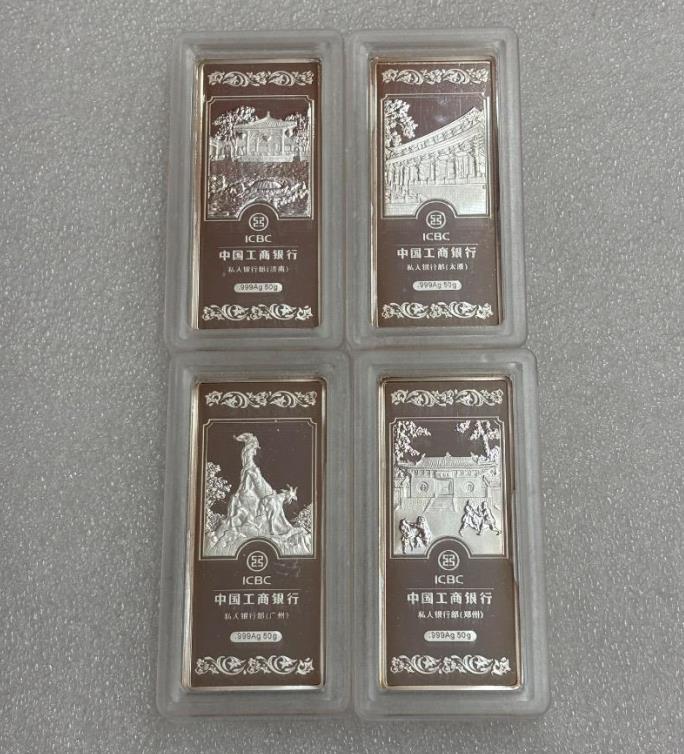 ICBC
中国工商银行
私人银行部(济南)
.999Ag 50g
ICBC
中国工商银行
私人银行部(太原)
.999Ag 50g
ICBC
中国工商银行
私人银行部(广州)
.999Ag 50g
ICBC
中国工商银行
私人银行部(郑州)
.999Ag 50g